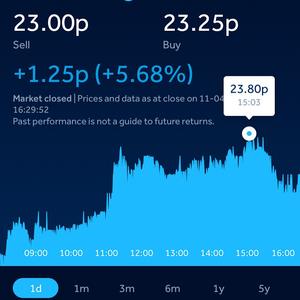 23.00p 23.25p
Sell Buy
+1.25p (+5.68%)
23.80p
15:03
Market closed | Prices and data as at close on 11-04
16:29:52
Past performance is not a guide to future returns.
09:00 10:00 11:00 12:00 13:00 14:00 15:00 16:00
1d 1m 3m 6m 1y 5y